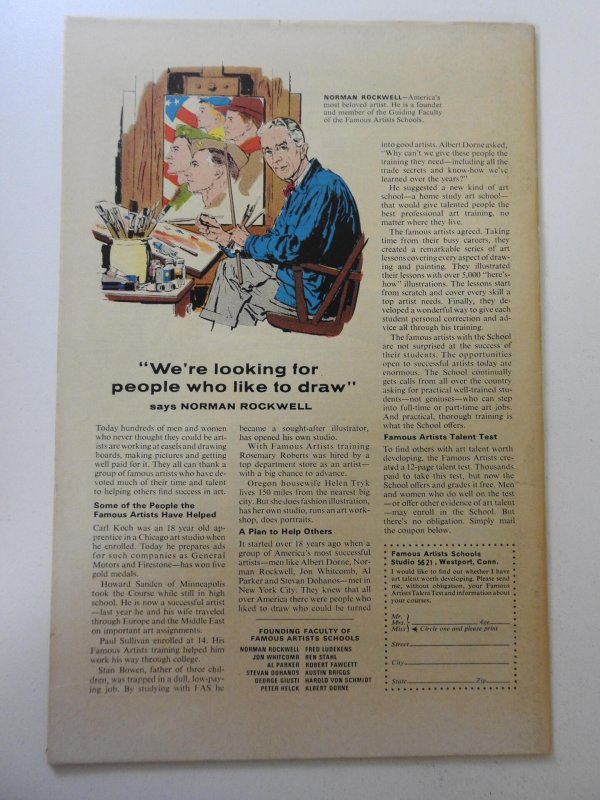 NORMAN ROCKWELL—America's
most beloved artist. He is a founder
and member of the Guiding Faculty
of the Famous Artists Schools.
"We're looking for
people who like to draw"
says NORMAN ROCKWELL
Today hundreds of men and women
who never thought they could be art-
ists are working at easels and drawing
boards, making pictures and getting
well paid for it. They all can thank a
group of famous artists who have de-
voted much of their time and talent
to helping others find success in art.
Some of the People the
Famous Artists Have Helped
Carl Koch was an 18 year old ap-
prentice in a Chicago art studio when
he enrolled. Today he prepares ads
for such companies as General
Motors and Firestone—has won five
gold medals.
Howard Sanden of Minneapolis
took the Course while still in high
school. He is now a successful artist
—last year he and his wife traveled
through Europe and the Middle East
on important art assignments.
Paul Sullivan enrolled at 14. His
Famous Artists training helped him
work his way through college.
Stan Bowen, father of three chil-
dren, was trapped in a dull, low-pay-
ing job. By studying with FAS he
became a sought-after illustrator,
has opened his own studio.
With Famous Artists training
Rosemary Roberts was hired by a
top department store as an artist—
with a big chance to advance.
Oregon housewife Helen Tryk
lives 150 miles from the nearest big
city. But she does fashion illustration,
has her own studio, runs an art work-
shop, does portraits.
A Plan to Help Others
It started over 18 years ago when a
group of America's most successful
artists—men like Albert Dorne, Nor-
man Rockwell, Jon Whitcomb, Al
Parker and Stevan Dohanos—met in
New York City. They knew that all
over America there were people who
liked to draw who could be turned
FOUNDING FACULTY OF
FAMOUS ARTISTS SCHOOLS
NORMAN ROCKWELL FRED LUDEKENS
JON WHITCOMB BEN STAHL
AL PARKER ROBERT FAWCETT
STEVAN DOHANOS AUSTIN BRIGGS
GEORGE GIUSTI HAROLD VON SCHMIDT
PETER HELCK ALBERT DORNE
into good artists. Albert Dorne asked,
"Why can't we give these people the
training they need—including all the
trade secrets and know-how we've
learned over the years?"
He suggested a new kind of art
school—a home study art school—
that would give talented people the
best professional art training, no
matter where they live.
The famous artists agreed. Taking
time from their busy careers, they
created a remarkable series of art
lessons covering every aspect of draw-
ing and painting. They illustrated
their lessons with over 5,000 "here's-
how" illustrations. The lessons start
from scratch and cover every skill a
top artist needs. Finally, they de-
veloped a wonderful way to give each
student personal correction and ad-
vice all through his training.
The famous artists with the School
are not surprised at the success of
their students. The opportunities
open to successful artists today are
enormous. The School continually
gets calls from all over the country
asking for practical well-trained stu-
dents—not geniuses—who can step
into full-time or part-time art jobs.
And practical, thorough training is
what the School offers.
Famous Artists Talent Test
To find others with art talent worth
developing, the Famous Artists cre-
ated a 12-page talent test. Thousands
paid to take this test, but now the
School offers and grades it free. Men
and women who do well on the test
—or offer other evidence of art talent
—may enroll in the School. But
there's no obligation. Simply mail
the coupon below.
Famous Artists Schools
Studio 5621, Westport, Conn.
I would like to find out whether I have
art talent worth developing. Please send
me, without obligation, your Famous
Artists Talent Test and information about
your courses.
Mr.
Mrs. Age
Miss Circle one and please print
Street
City
State Zip